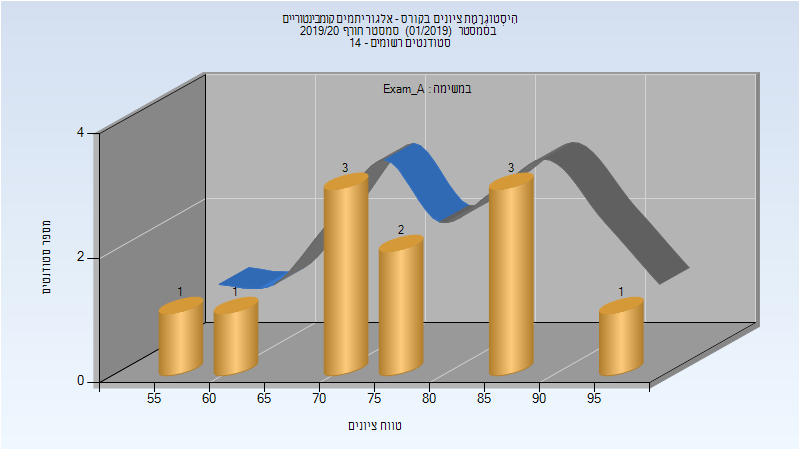 היסטוגרמת ציונים בקורס - אלגוריתמים קומבינטוריים
בסמסטר (01/2019) סמסטר חורף 2019/20
סטודנטים רשומים - 14
במשימה : Exam_A
4
2
0
מספר סטודנטים
1
1
3
2
3
1
55 60 65 70 75 80 85 90 95
טווח ציונים